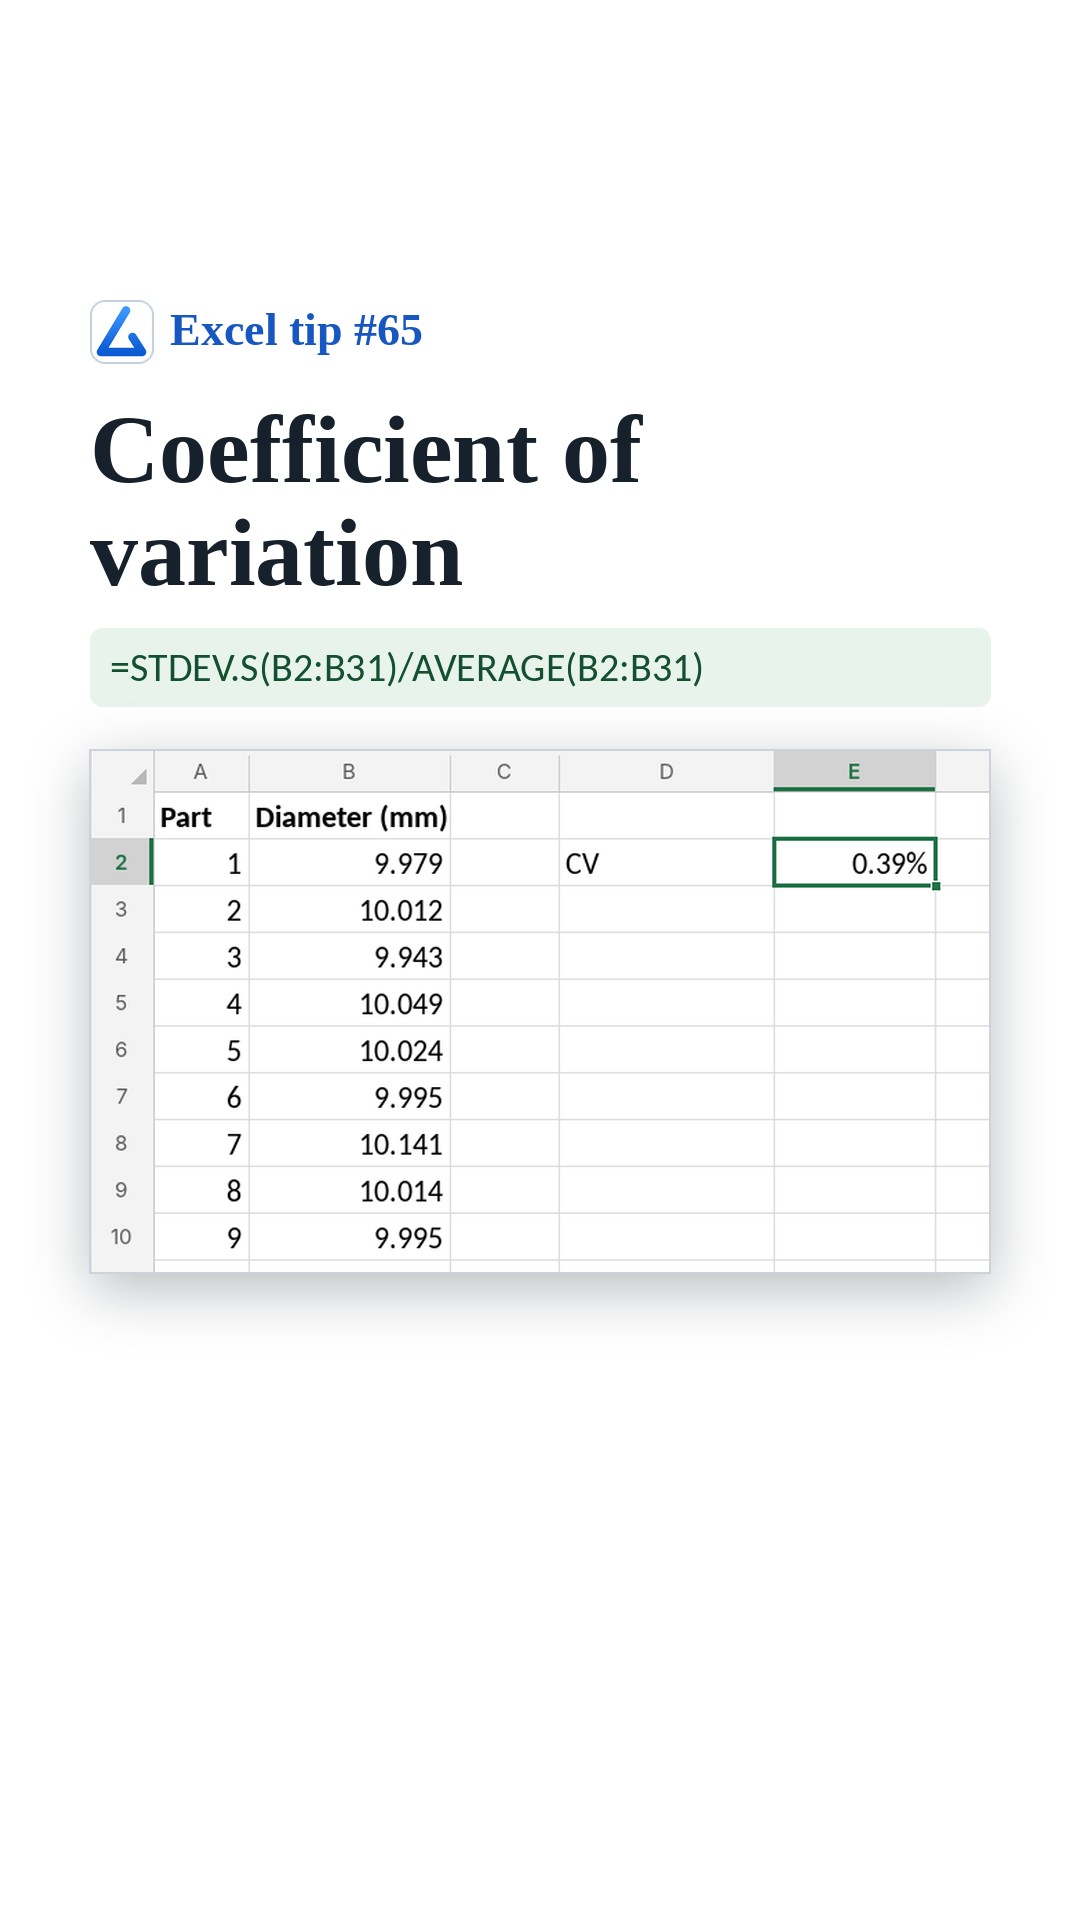 Excel tip #65
Coefficient of
variation
=STDEV.S(B2:B31)/AVERAGE(B2:B31)
A B C D E
1 Part Diameter (mm)
2 1 9.979 CV 0.39%
3 2 10.012
4 3 9.943
5 4 10.049
6 5 10.024
7 6 9.995
8 7 10.141
9 8 10.014
10 9 9.995